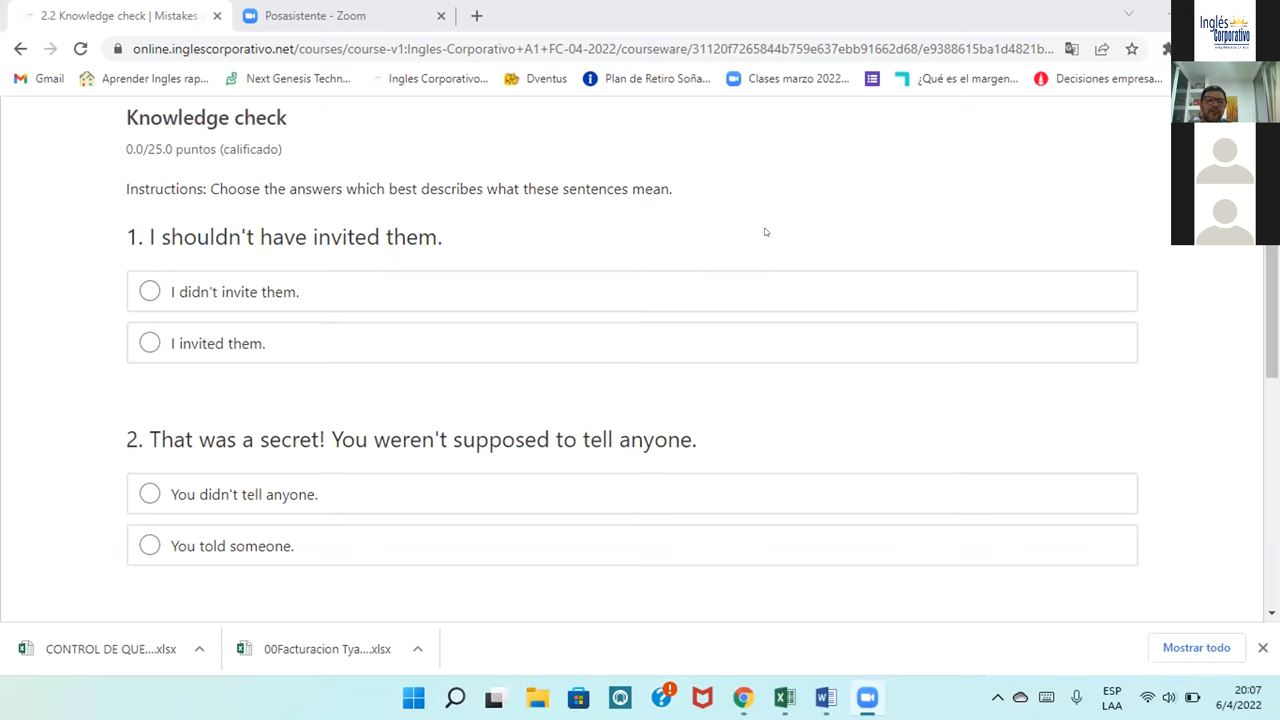 2.2 Knowledge check | Mistakes
Posasistente - Zoom
online.inglescorporativo.net/courses/course-v1:Ingles-Corporativo+A1+FC-04-2022/courseware/31120f7265844b759e637ebb91662d68/e9388615ba1d4821b...
Gmail
Aprender Ingles rap...
Next Genesis Techn...
Ingles Corporativo...
Dventus
Plan de Retiro Soña...
Clases marzo 2022...
¿Qué es el margen...
Decisiones empresa...
Inglés
Corporativo
Knowledge check
0.0/25.0 puntos (calificado)
Instructions: Choose the answers which best describes what these sentences mean.
1. I shouldn't have invited them.
I didn't invite them.
I invited them.
2. That was a secret! You weren't supposed to tell anyone.
You didn't tell anyone.
You told someone.
CONTROL DE QUE....xlsx
00Facturacion Tya....xlsx
Mostrar todo
ESP
LAA
20:07
6/4/2022